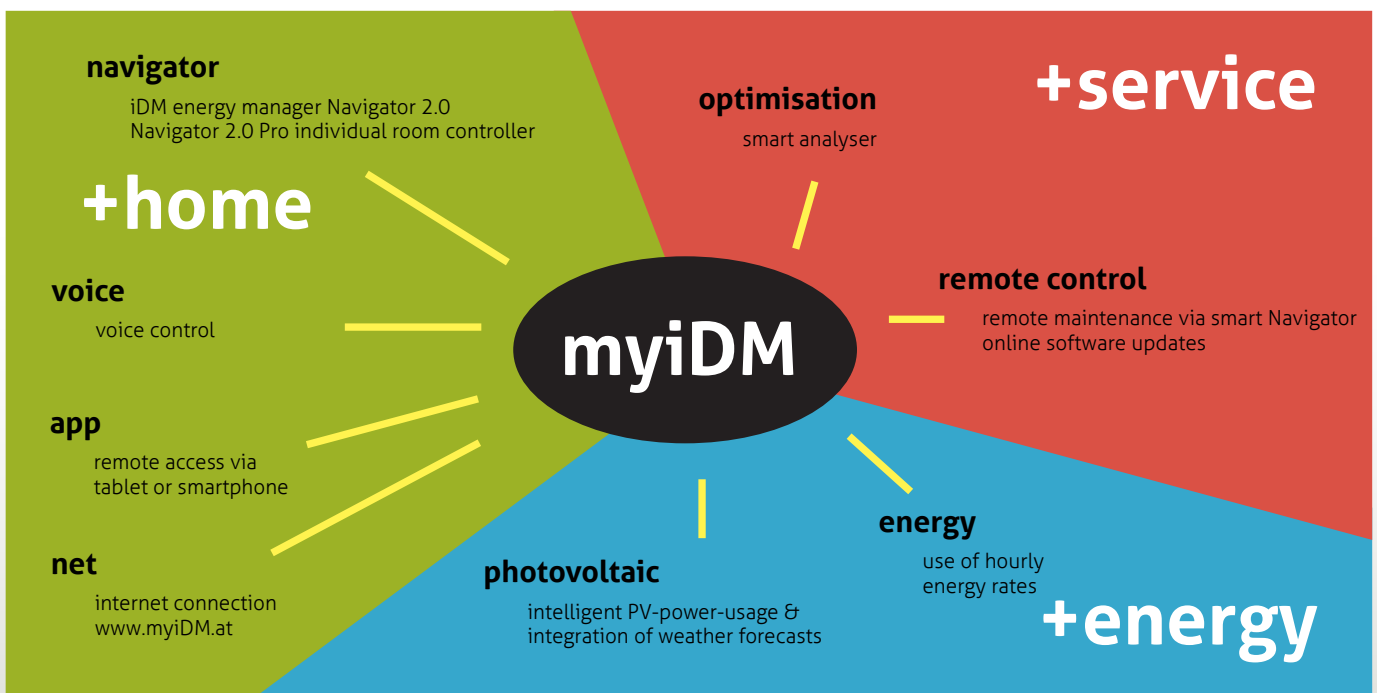 navigator
iDM energy manager Navigator 2.0
Navigator 2.0 Pro individual room controller
+home
voice
voice control
app
remote access via
tablet or smartphone
net
internet connection
www.myiDM.at
myiDM
+service
optimisation
smart analyser
remote control
remote maintenance via smart Navigator
online software updates
photovoltaic
intelligent PV-power-usage &
integration of weather forecasts
energy
use of hourly
energy rates
+energy